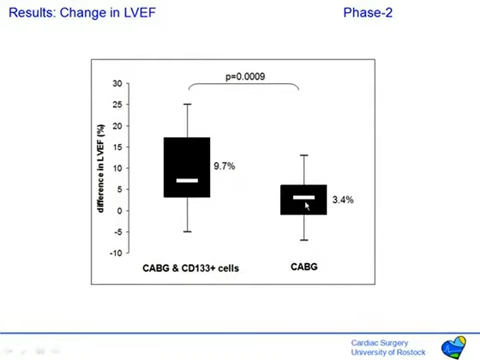 Results: Change in LVEF
Phase-2
p=0.0009
difference in LVEF (%)
30
25
20
15
10
5
0
-5
-10
9.7%
3.4%
CABG & CD133+ cells
CABG
Cardiac Surgery
University of Rostock